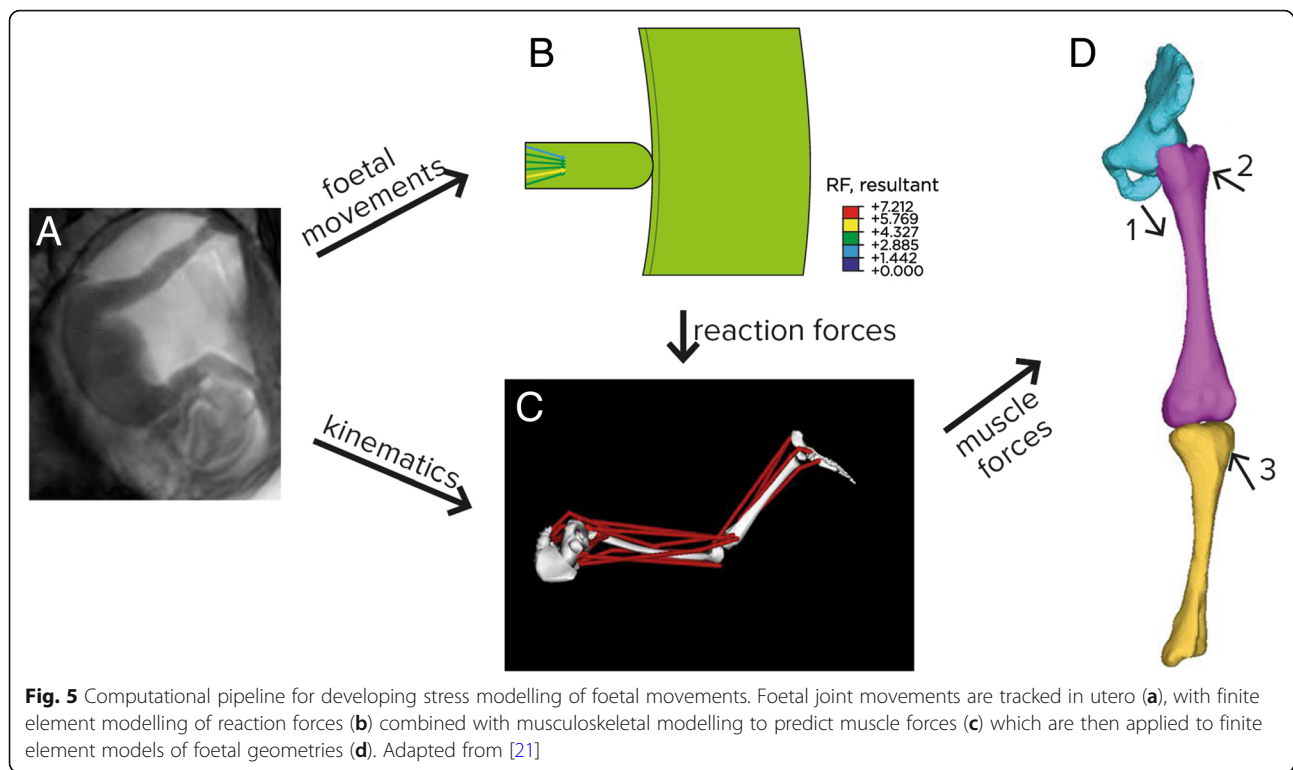 A
foetal
movements
B
RF, resultant
+7.212
+5.769
+4.327
+2.885
+1.442
+0.000
D
1
2
3
reaction forces
kinematics
C
muscle
forces
Fig. 5 Computational pipeline for developing stress modelling of foetal movements. Foetal joint movements are tracked in utero (a), with finite
element modelling of reaction forces (b) combined with musculoskeletal modelling to predict muscle forces (c) which are then applied to finite
element models of foetal geometries (d). Adapted from [21]